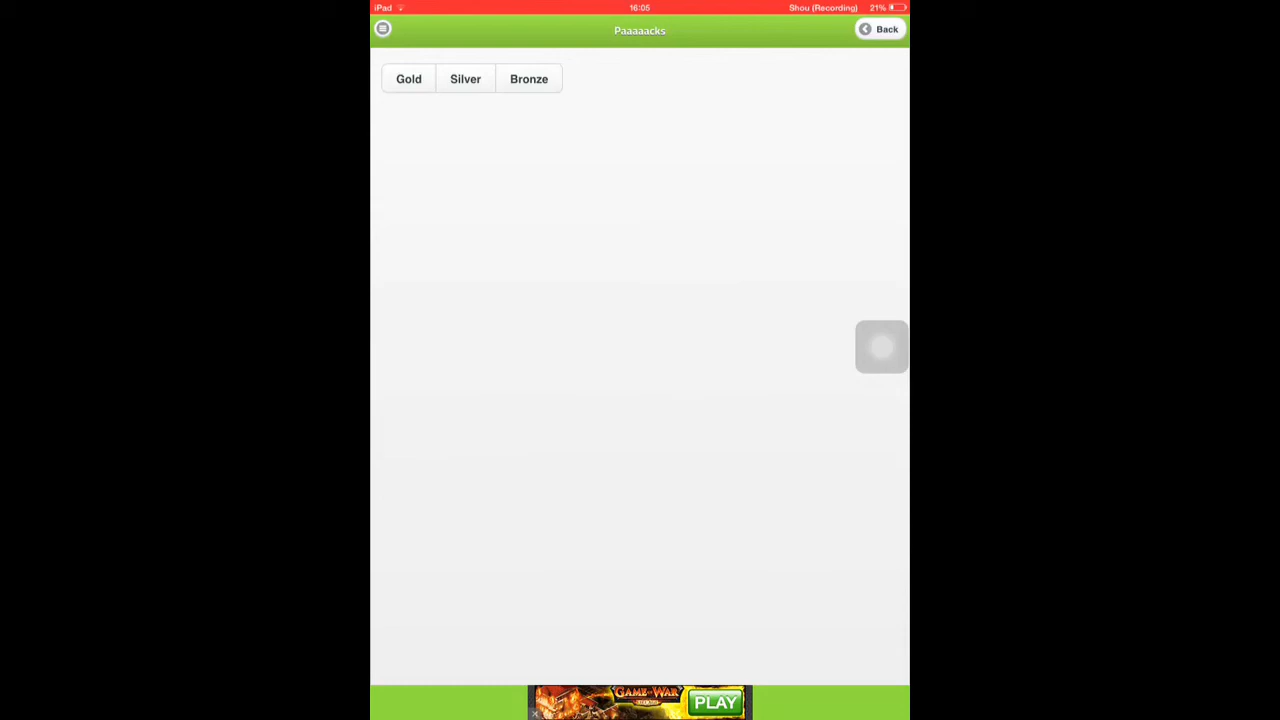 iPad 16:05 Shou (Recording) 21%
Paaaaacks
Back
Gold Silver Bronze
GAME OF WAR
PLAY